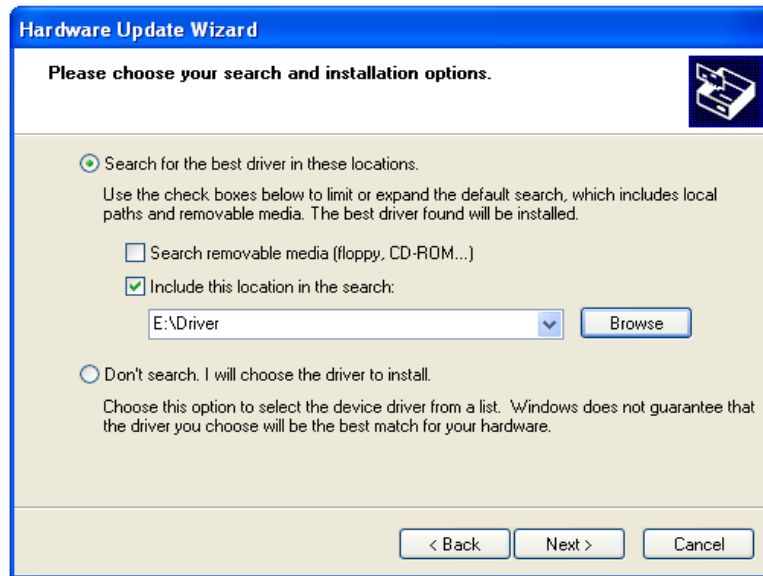 Hardware Update Wizard
Please choose your search and installation options.
Search for the best driver in these locations.
Use the check boxes below to limit or expand the default search, which includes local
paths and removable media. The best driver found will be installed.
Search removable media (floppy, CD-ROM...)
Include this location in the search:
E:\Driver
Browse
Don't search. I will choose the driver to install.
Choose this option to select the device driver from a list. Windows does not guarantee that
the driver you choose will be the best match for your hardware.
< Back
Next >
Cancel